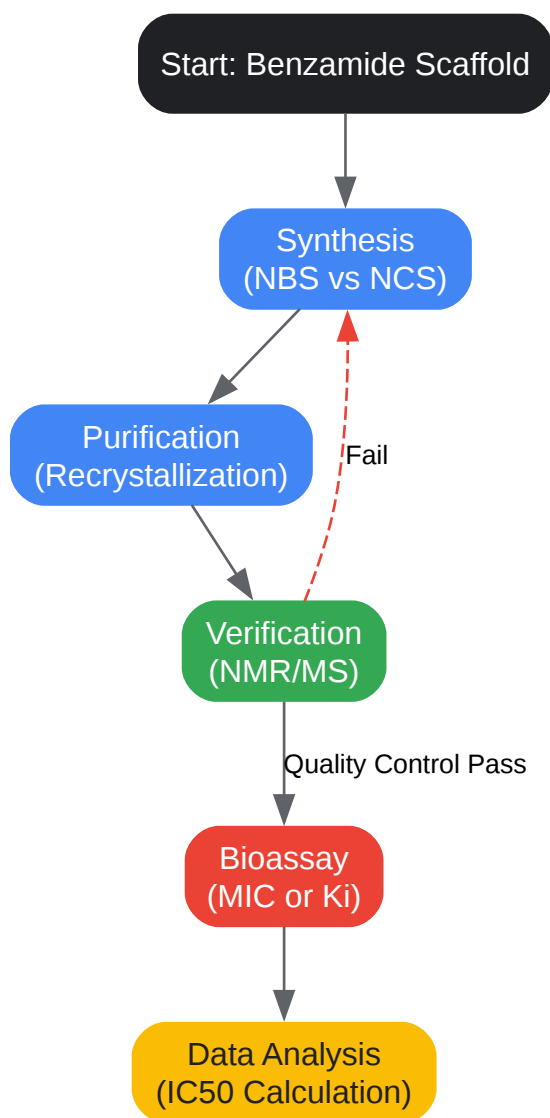 Start: Benzamide Scaffold
Synthesis
(NBS vs NCS)
Purification
(Recrystallization)
Fail
Verification
(NMR/MS)
Quality Control Pass
Bioassay
(MIC or Ki)
Data Analysis
(IC50 Calculation)